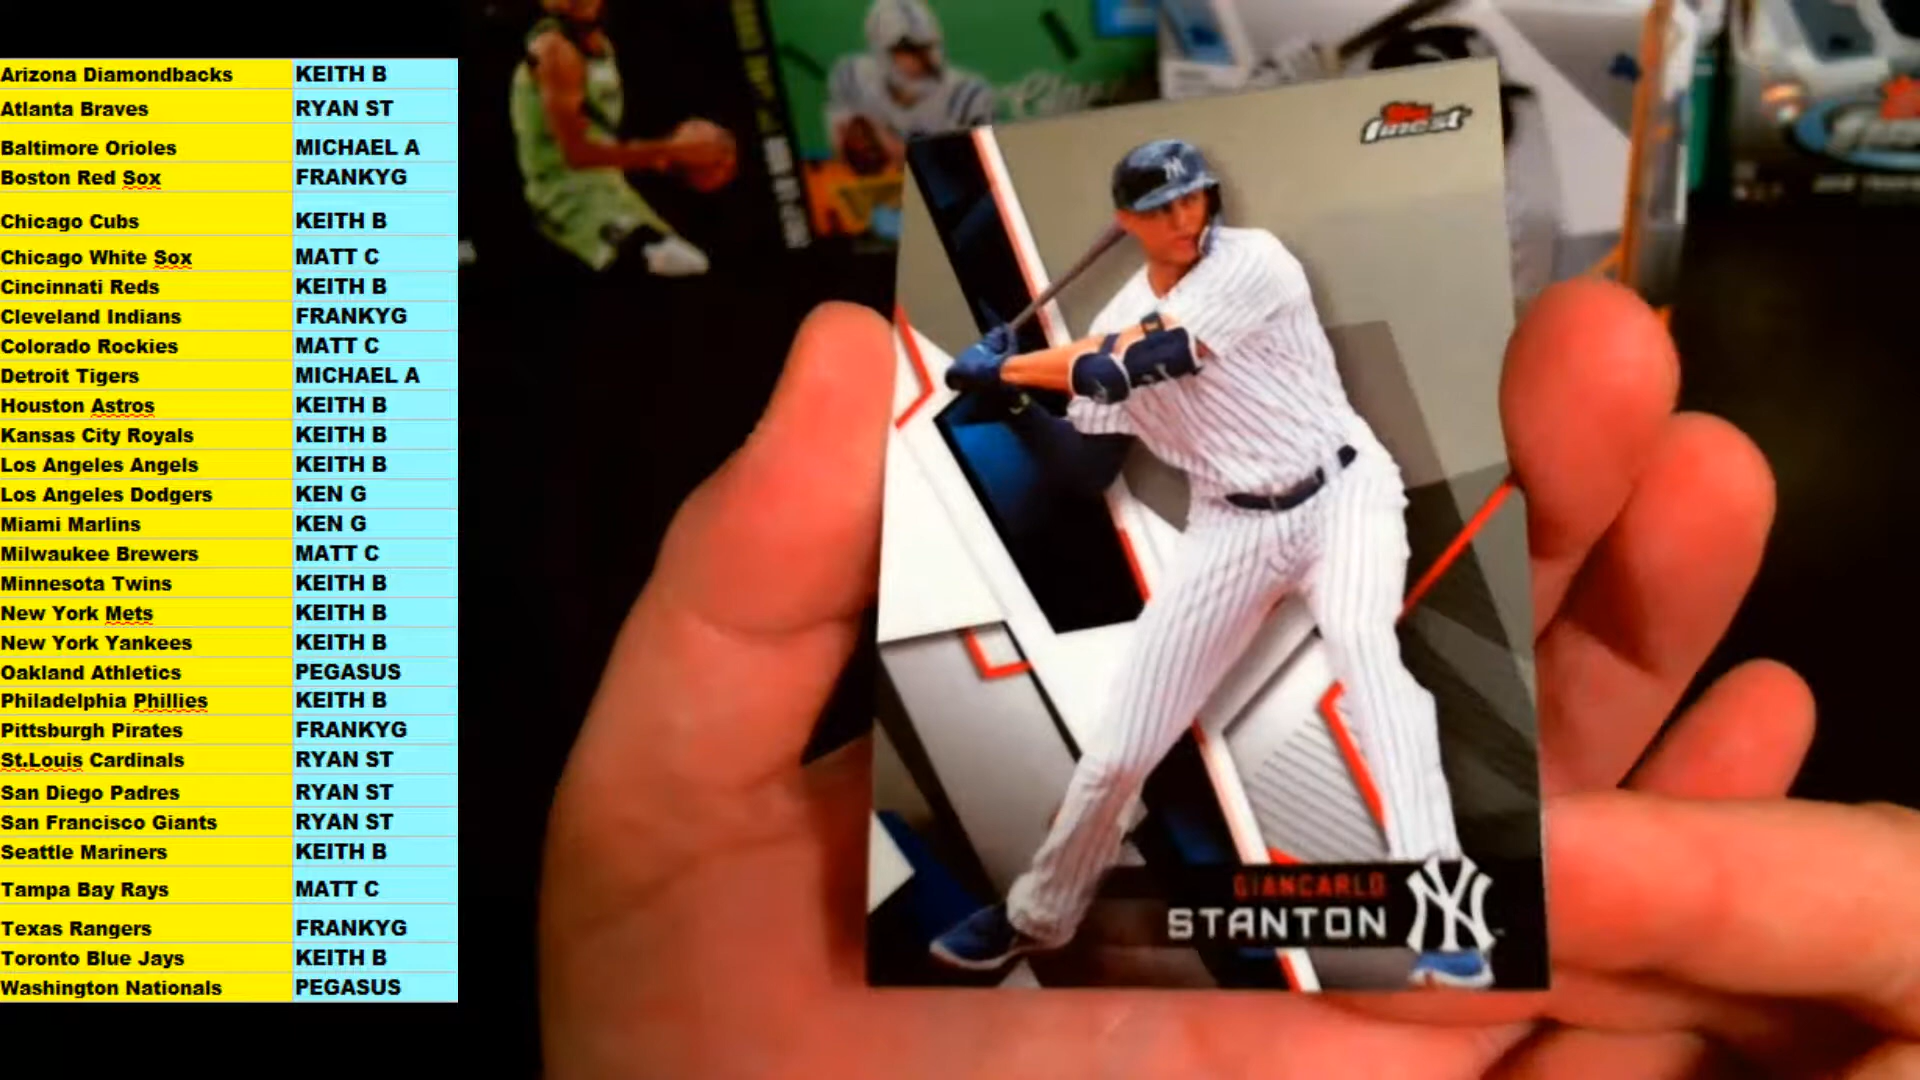 Arizona Diamondbacks KEITH B
Atlanta Braves RYAN ST
Baltimore Orioles MICHAEL A
Boston Red Sox FRANKYG
Chicago Cubs KEITH B
Chicago White Sox MATT C
Cincinnati Reds KEITH B
Cleveland Indians FRANKYG
Colorado Rockies MATT C
Detroit Tigers MICHAEL A
Houston Astros KEITH B
Kansas City Royals KEITH B
Los Angeles Angels KEITH B
Los Angeles Dodgers KEN G
Miami Marlins KEN G
Milwaukee Brewers MATT C
Minnesota Twins KEITH B
New York Mets KEITH B
New York Yankees KEITH B
Oakland Athletics PEGASUS
Philadelphia Phillies KEITH B
Pittsburgh Pirates FRANKYG
St.Louis Cardinals RYAN ST
San Diego Padres RYAN ST
San Francisco Giants RYAN ST
Seattle Mariners KEITH B
Tampa Bay Rays MATT C
Texas Rangers FRANKYG
Toronto Blue Jays KEITH B
Washington Nationals PEGASUS
Topps
finest
NY
GIANCARLO
STANTON
NY